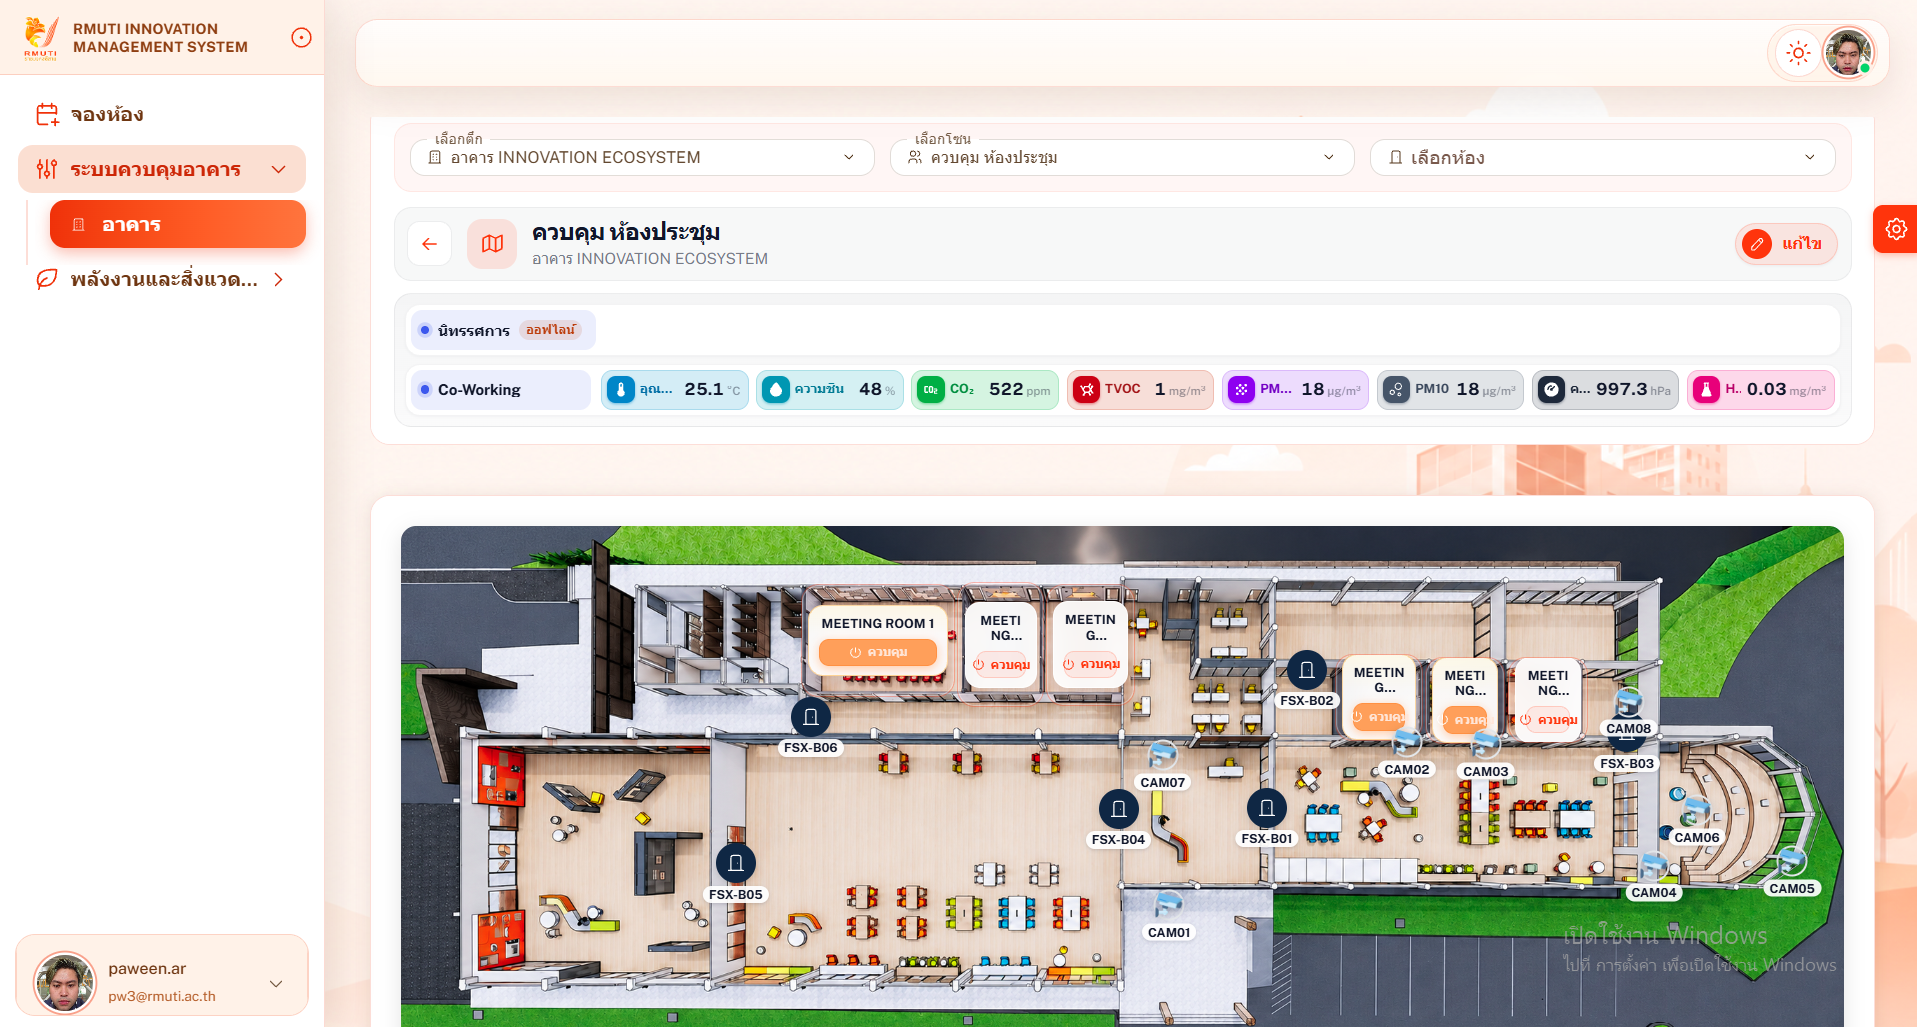 RMUTI INNOVATION
MANAGEMENT SYSTEM
RMUTI
จองห้อง
ระบบควบคุมอาคาร
อาคาร
พลังงานและสิ่งแวด...
paween.ar
pw3@rmuti.ac.th
เลือกตึก
อาคาร INNOVATION ECOSYSTEM
เลือกโซน
ควบคุม ห้องประชุม
เลือกห้อง
ควบคุม ห้องประชุม
อาคาร INNOVATION ECOSYSTEM
แก้ไข
นิทรรศการ ออฟไลน์
Co-Working
อุณ... 25.1 °C
ความชื้น 48 %
CO₂ CO₂ 522 ppm
TVOC 1 mg/m³
PM... 18 µg/m³
PM10 18 µg/m³
ค... 997.3 hPa
H.. 0.03 mg/m³
MEETING ROOM 1
ควบคุม
MEETI
NG...
ควบคุม
MEETIN
G...
ควบคุม
MEETIN
G...
ควบคุม
MEETI
NG...
ควบคุ
MEETI
NG...
ควบคุม
FSX-B02
FSX-B06
CAM08
FSX-B03
CAM02
CAM03
CAM07
FSX-B04
FSX-B01
CAM06
FSX-B05
CAM04
CAM05
CAM01
เปิดใช้งาน Windows
ไปที่ การตั้งค่า เพื่อเปิดใช้งาน Windows